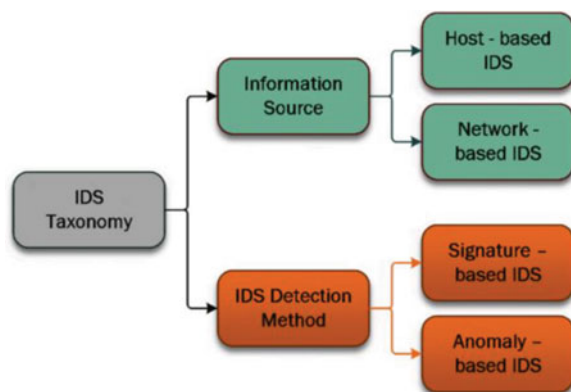 IDS
Taxonomy
Information
Source
Host - based
IDS
Network -
based IDS
IDS Detection
Method
Signature –
based IDS
Anomaly –
based IDS